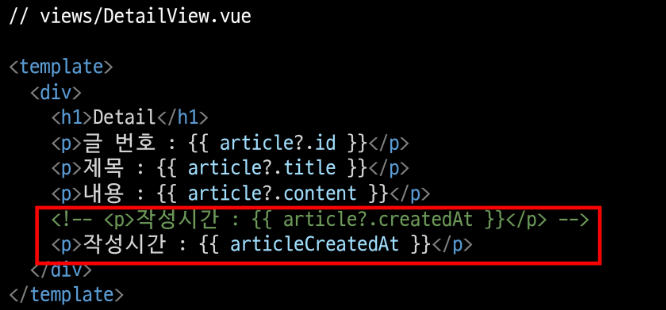 // views/DetailView.vue
<template>
<div>
<h1>Detail</h1>
<p>글 번호 : {{ article?.id }}</p>
<p>제목 : {{ article?.title }}</p>
<p>내용 : {{ article?.content }}</p>
<!-- <p>작성시간 : {{ article?.createdAt }}</p> -->
<p>작성시간 : {{ articleCreatedAt }}</p>
</div>
</template>